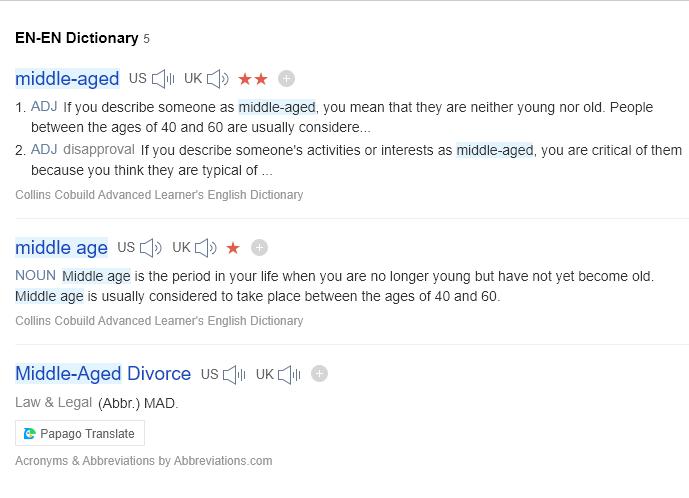 EN-EN Dictionary 5
middle-aged US UK
1. ADJ If you describe someone as middle-aged, you mean that they are neither young nor old. People
between the ages of 40 and 60 are usually considere...
2. ADJ disapproval If you describe someone's activities or interests as middle-aged, you are critical of them
because you think they are typical of ...
Collins Cobuild Advanced Learner's English Dictionary
middle age US UK
NOUN Middle age is the period in your life when you are no longer young but have not yet become old.
Middle age is usually considered to take place between the ages of 40 and 60.
Collins Cobuild Advanced Learner's English Dictionary
Middle-Aged Divorce US UK
Law & Legal (Abbr.) MAD.
Papago Translate
Acronyms & Abbreviations by Abbreviations.com